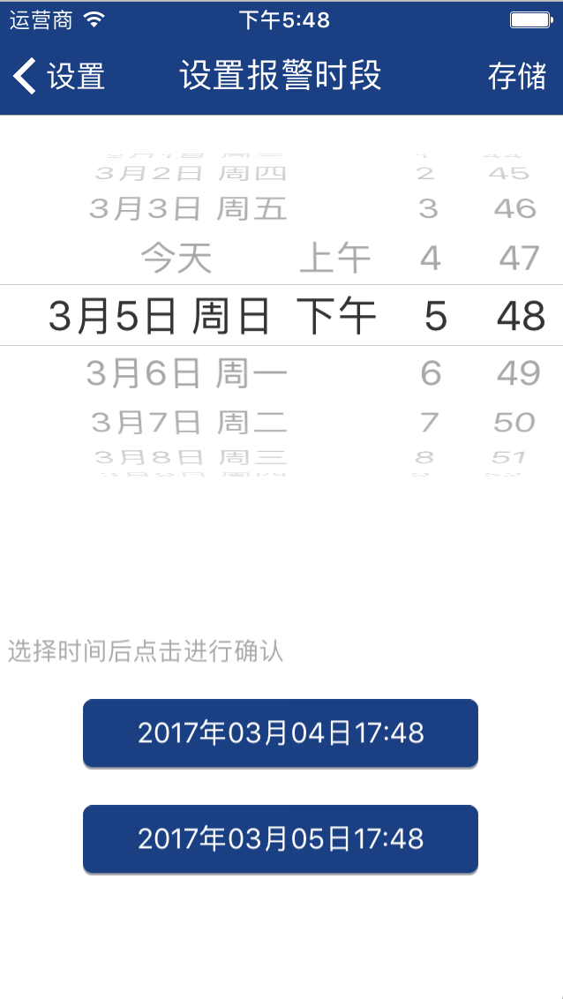 运营商 下午5:48
设置 设置报警时段 存储
3月2日 周四 2 45
3月3日 周五 3 46
今天 上午 4 47
3月5日 周日 下午 5 48
3月6日 周一 6 49
3月7日 周二 7 50
3月8日 周三 8 51
选择时间后点击进行确认
2017年03月04日17:48
2017年03月05日17:48